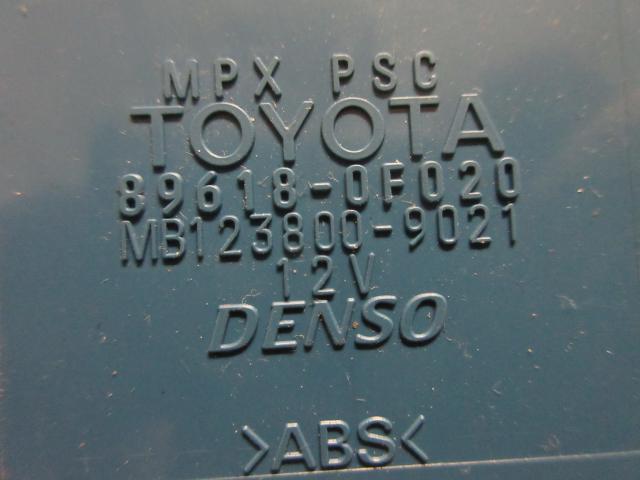 MPX PSC
TOYOTA
89618-0F020
MB123800-9021
12V
DENSO
>ABS<